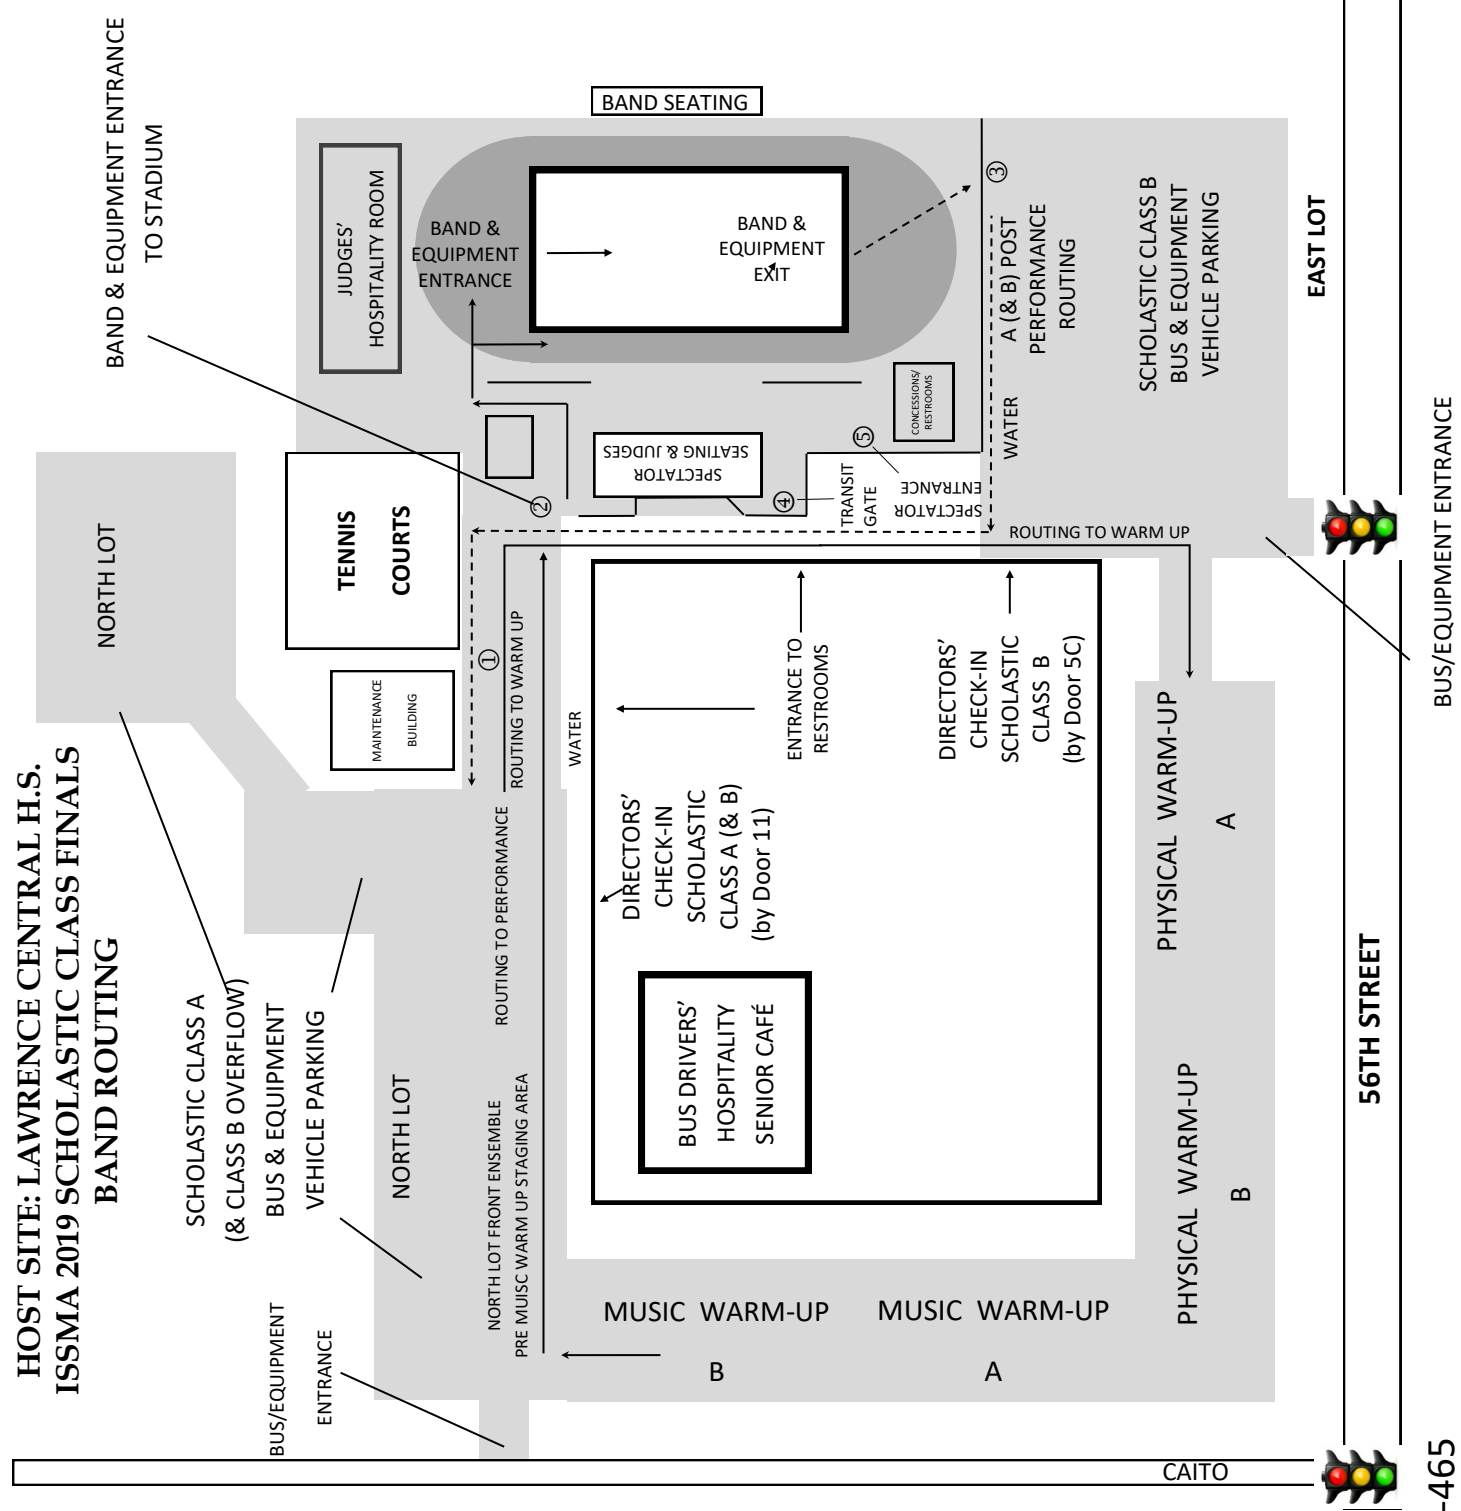 HOST SITE: LAWRENCE CENTRAL H.S.
ISSMA 2019 SCHOLASTIC CLASS FINALS
BAND ROUTING
BAND & EQUIPMENT ENTRANCE
TO STADIUM
NORTH LOT
SCHOLASTIC CLASS A
(& CLASS B OVERFLOW)
BUS & EQUIPMENT
VEHICLE PARKING
BUS/EQUIPMENT
ENTRANCE
JUDGES'
HOSPITALITY ROOM
TENNIS
COURTS
MAINTENANCE
BUILDING
NORTH LOT
BAND SEATING
BAND &
EQUIPMENT
ENTRANCE
BAND &
EQUIPMENT
EXIT
③
A (& B) POST
PERFORMANCE
ROUTING
WATER
SCHOLASTIC CLASS B
BUS & EQUIPMENT
VEHICLE PARKING
EAST LOT
CONCESSIONS/
RESTROOMS
SPECTATOR
SEATING & JUDGES
②
④
⑤
TRANSIT
GATE
SPECTATOR
ENTRANCE
①
ROUTING T0 WARM UP
ROUTING TO WARM UP
ROUTING TO PERFORMANCE
WATER
NORTH LOT FRONT ENSEMBLE
PRE MUISC WARM UP STAGING AREA
DIRECTORS'
CHECK-IN
SCHOLASTIC
CLASS A (& B)
(by Door 11)
ENTRANCE TO
RESTROOMS
DIRECTORS'
CHECK-IN
SCHOLASTIC
CLASS B
(by Door 5C)
BUS DRIVERS'
HOSPITALITY
SENIOR CAFÉ
PHYSICAL WARM-UP
A
PHYSICAL WARM-UP
B
MUSIC WARM-UP
B
MUSIC WARM-UP
A
BUS/EQUIPMENT ENTRANCE
56TH STREET
CAITO
-465